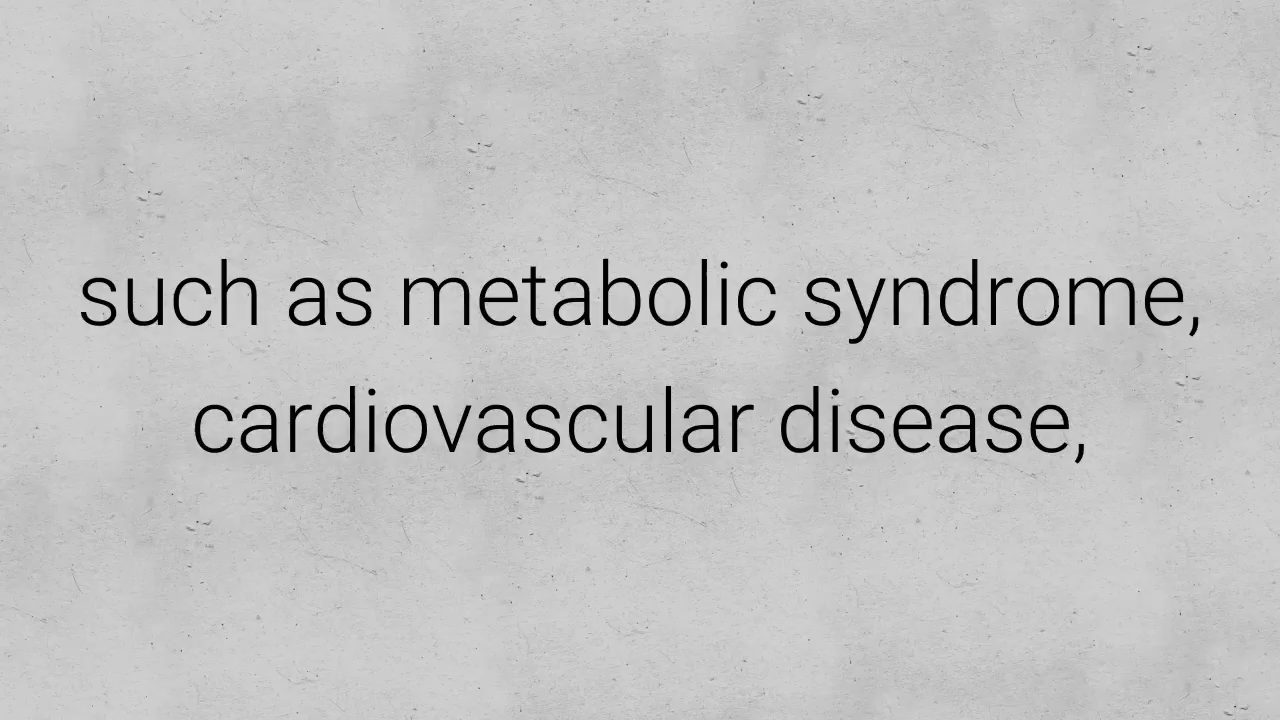 such as metabolic syndrome,
cardiovascular disease,